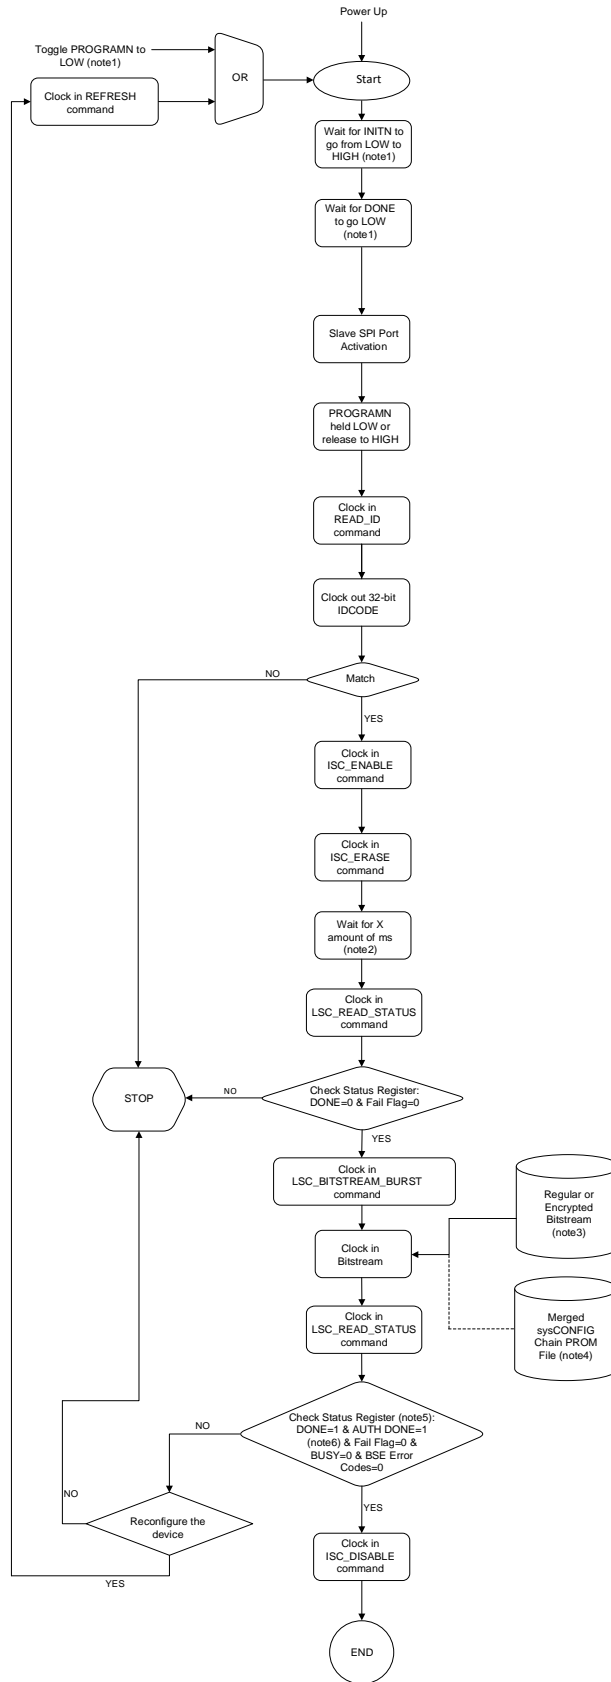 Power Up
Toggle PROGRAMN to
LOW (note1)
OR
Start
Clock in REFRESH
command
Wait for INITN to
go from LOW to
HIGH (note1)
Wait for DONE
to go LOW
(note1)
Slave SPI Port
Activation
PROGRAMN
held LOW or
release to HIGH
Clock in
READ_ID
command
Clock out 32-bit
IDCODE
NO
Match
YES
Clock in
ISC_ENABLE
command
Clock in
ISC_ERASE
command
Wait for X
amount of ms
(note2)
Clock in
LSC_READ_STATUS
command
STOP
NO
Check Status Register:
DONE=0 & Fail Flag=0
YES
Clock in
LSC_BITSTREAM_BURST
command
Regular or
Encrypted
Bitstream
(note3)
Clock in
Bitstream
Clock in
LSC_READ_STATUS
command
Merged
sysCONFIG
Chain PROM
File (note4)
NO
Check Status Register (note5):
DONE=1 & AUTH DONE=1
(note6) & Fail Flag=0 &
BUSY=0 & BSE Error
Codes=0
YES
NO
Reconfigure the
device
YES
Clock in
ISC_DISABLE
command
END